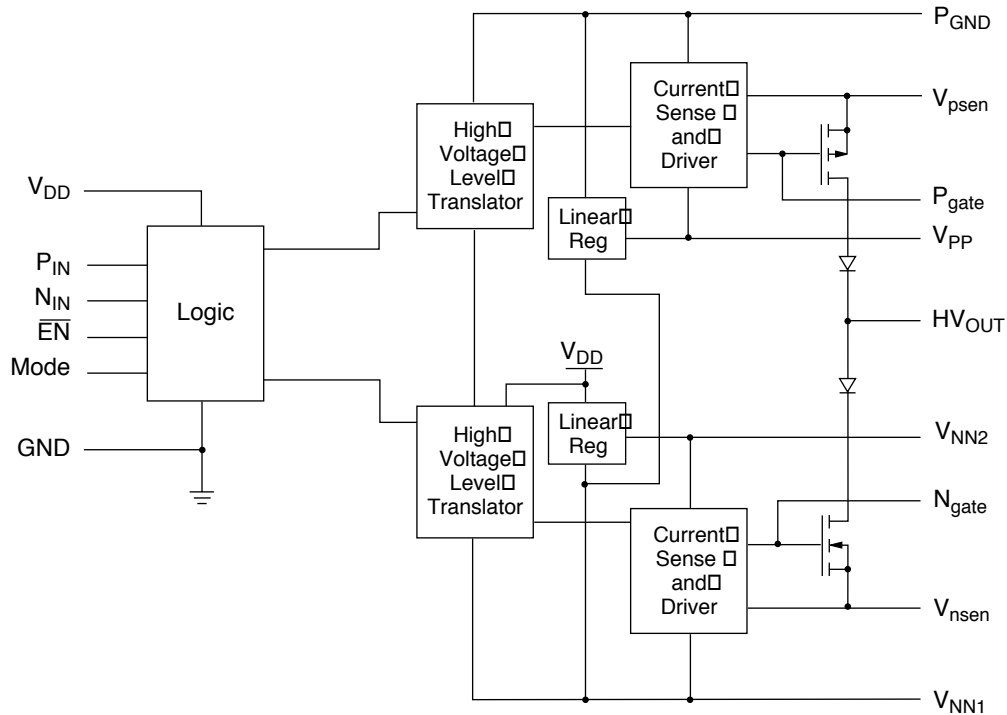 P_GND
Current
Sense
and
Driver
V_psen
High
Voltage
Level
Translator
V_DD
P_gate
Linear
Reg
V_PP
P_IN
N_IN
Logic
EN
HV_OUT
Mode
V_DD
Linear
Reg
V_NN2
GND
High
Voltage
Level
Translator
N_gate
Current
Sense
and
Driver
V_nsen
V_NN1